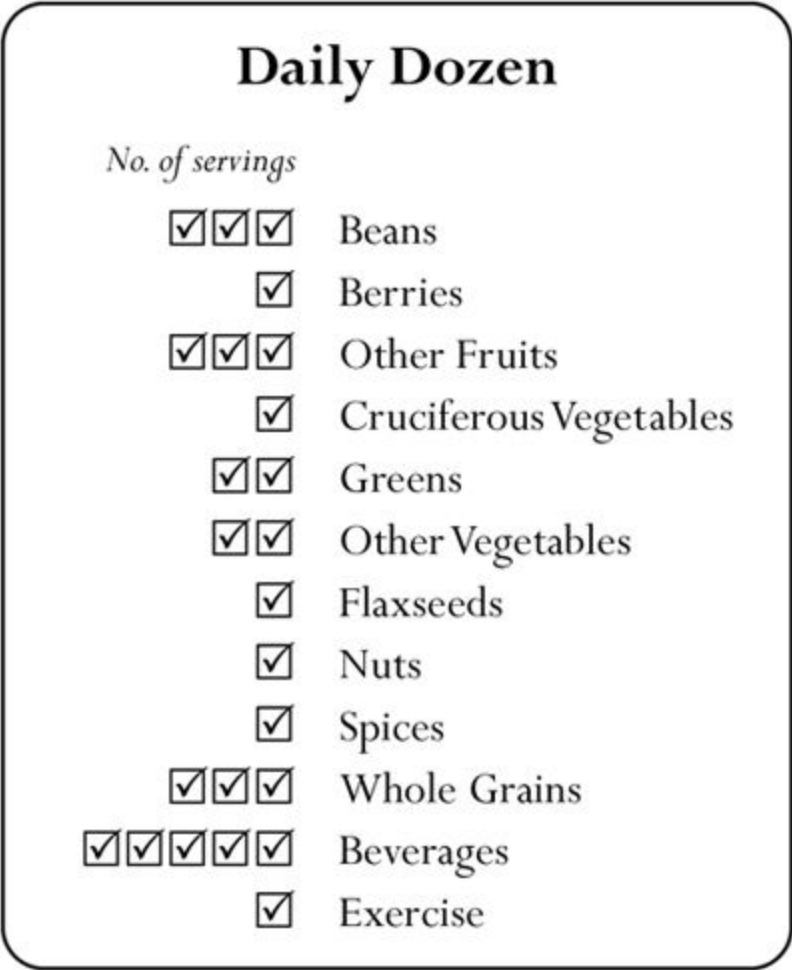 Daily Dozen
No. of servings
☑☑☑ Beans
☑ Berries
☑☑☑ Other Fruits
☑ Cruciferous Vegetables
☑☑ Greens
☑☑ Other Vegetables
☑ Flaxseeds
☑ Nuts
☑ Spices
☑☑☑ Whole Grains
☑☑☑☑☑ Beverages
☑ Exercise